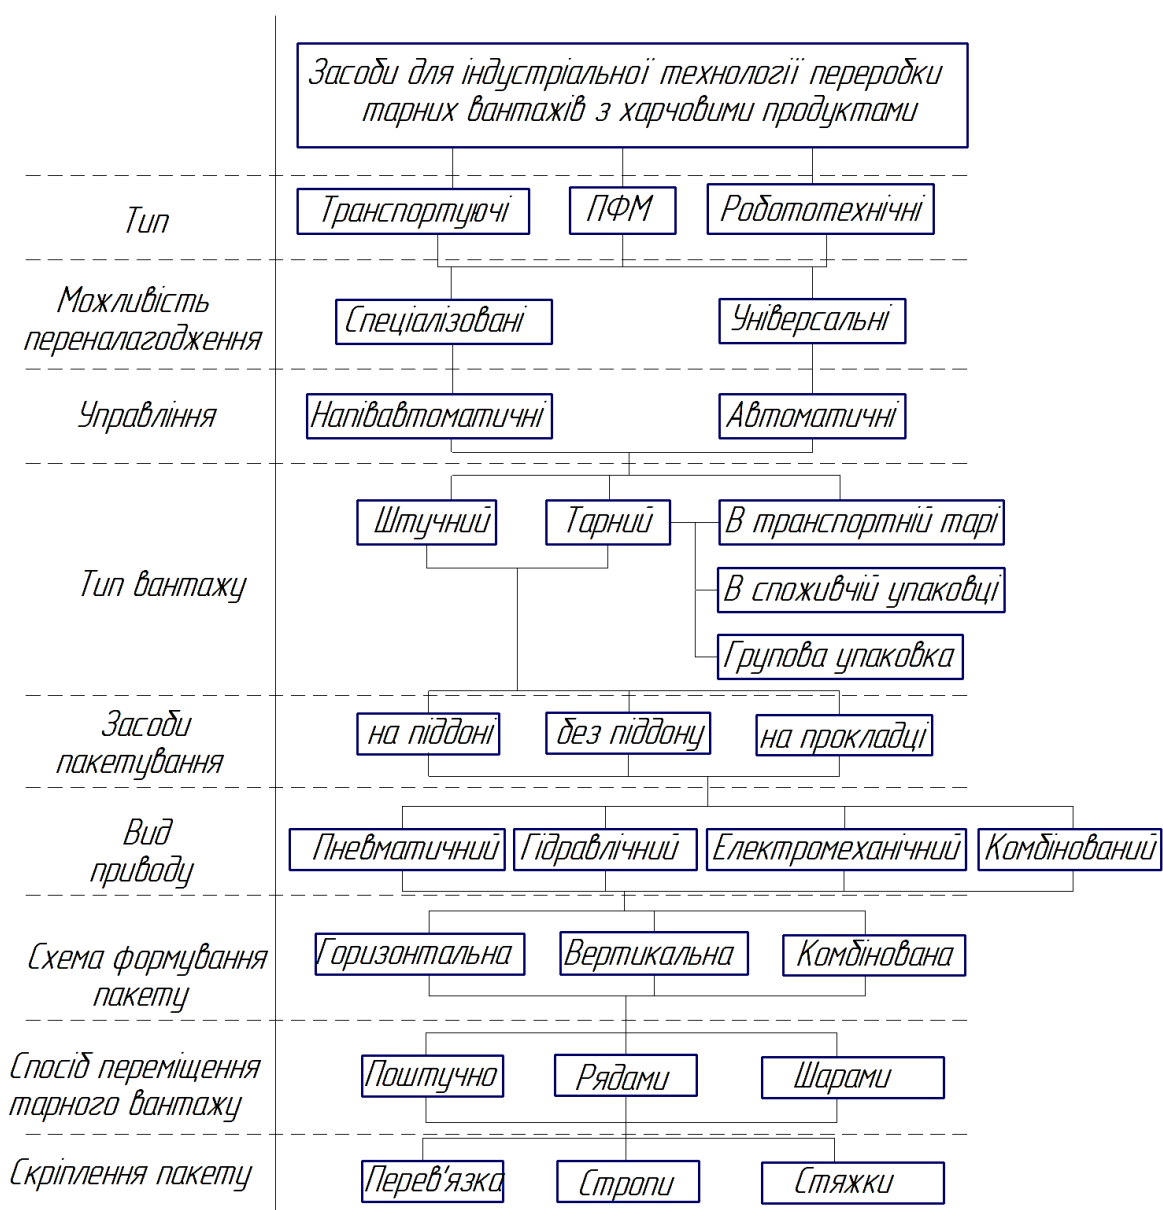 Засоби для індустріальної технології переробки
тарних вантажів з харчовими продуктами
Тип
Транспортуючі
ПФМ
Робототехнічні
Можливість
переналагодження
Спеціалізовані
Універсальні
Управління
Напівавтоматичні
Автоматичні
Тип вантажу
Штучний
Тарний
В транспортній тарі
В споживчій упаковці
Групова упаковка
Засоби
пакетування
на піддоні
без піддону
на прокладці
Вид
приводу
Пневматичний
Гідравлічний
Електромеханічний
Комбінований
Схема формування
пакету
Горизонтальна
Вертикальна
Комбінована
Спосіб переміщення
тарного вантажу
Поштучно
Рядами
Шарами
Скріплення пакету
Перев'язка
Стропи
Стяжки